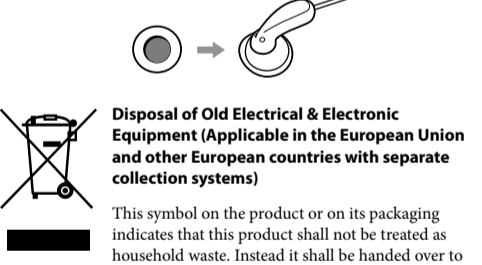 Disposal of Old Electrical & Electronic
Equipment (Applicable in the European Union
and other European countries with separate
collection systems)
This symbol on the product or on its packaging
indicates that this product shall not be treated as
household waste. Instead it shall be handed over to